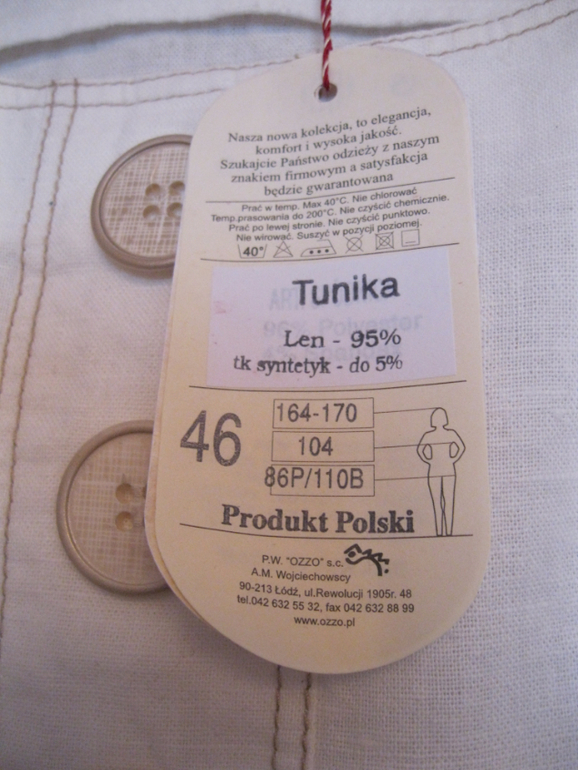 Nasza nowa kolekcja, to elegancja,
komfort i wysoka jakość.
Szukajcie Państwo odzieży z naszym
znakiem firmowym a satysfakcja
będzie gwarantowana
Prać w temp. Max 40°C. Nie chlorować
Temp.prasowania do 200°C. Nie czyścić chemicznie.
Prać po lewej stronie. Nie czyścić punktowo.
Nie wirować. Suszyć w pozycji poziomej.
40°
Tunika
Len - 95%
tk syntetyk - do 5%
46
164-170
104
86P/110B
Produkt Polski
P.W. "OZZO" s.c.
A.M. Wojciechowscy
90-213 Łódź, ul.Rewolucji 1905r. 48
tel.042 632 55 32, fax 042 632 88 99
www.ozzo.pl